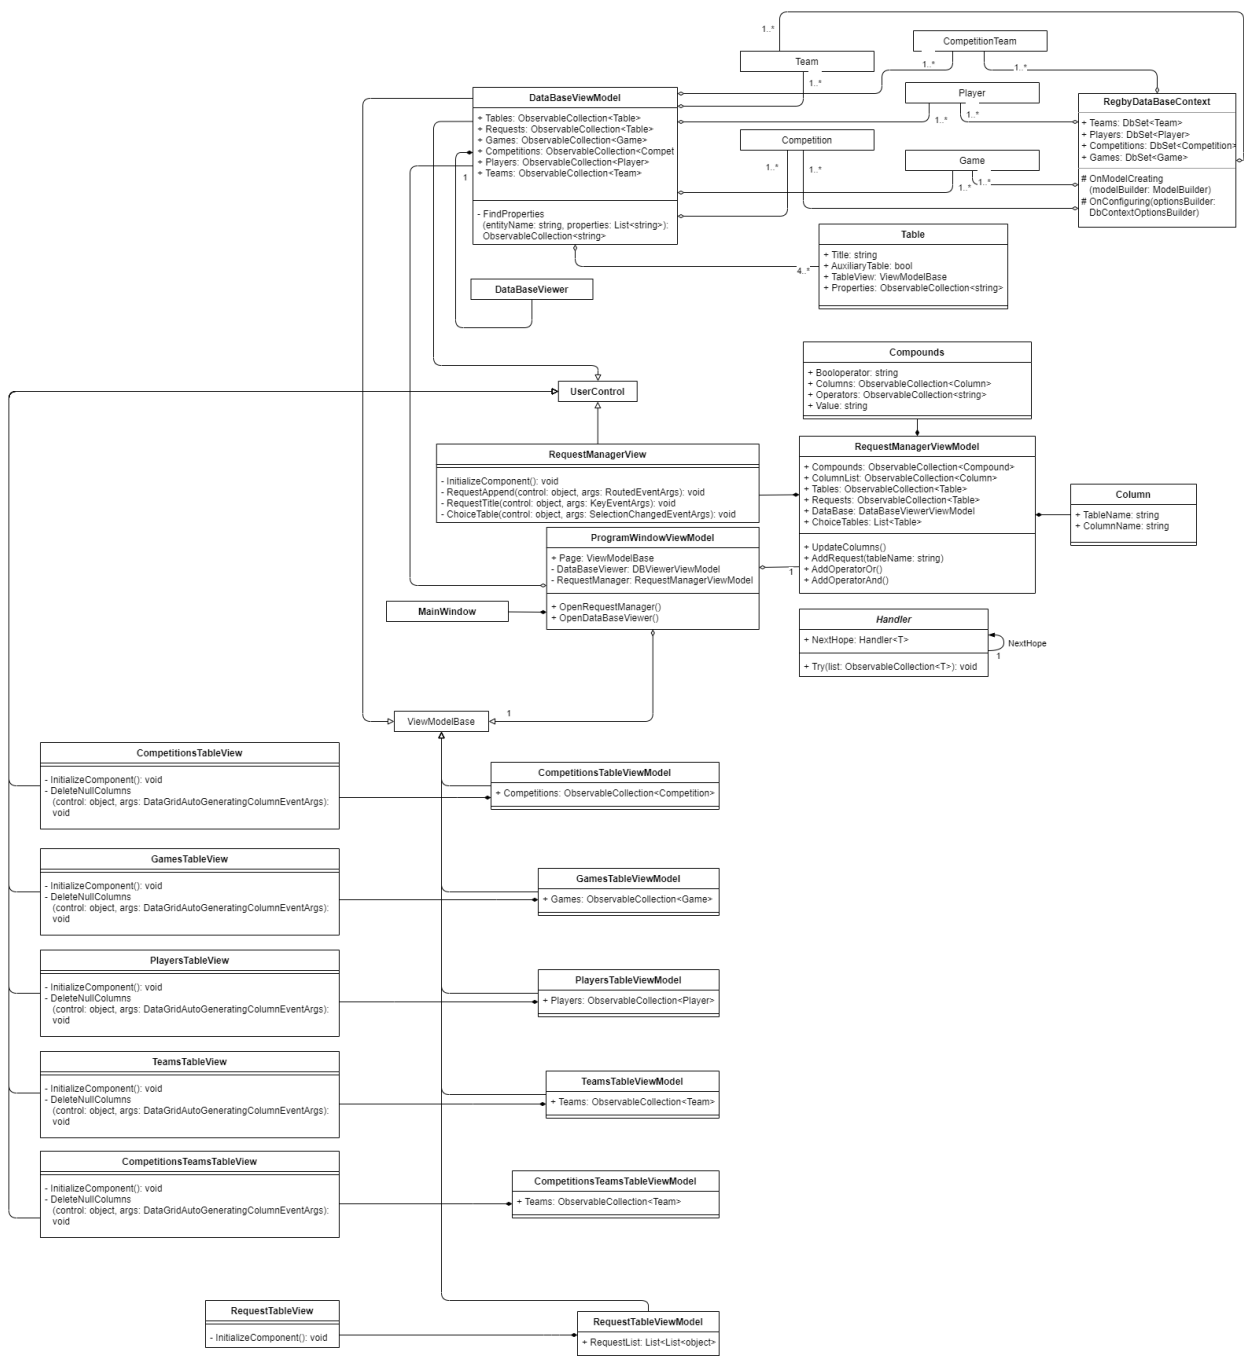 1..*
CompetitionTeam
Team
1..*
1..*
1..*
Player
DataBaseViewModel
+ Tables: ObservableCollection<Table>
+ Requests: ObservableCollection<Table>
+ Games: ObservableCollection<Game>
+ Competitions: ObservableCollection<Compet
+ Players: ObservableCollection<Player>
+ Teams: ObservableCollection<Team>
- FindProperties
(entityName: string, properties: List<string>):
ObservableCollection<string>
1
RegbyDataBaseContext
+ Teams: DbSet<Team>
+ Players: DbSet<Player>
+ Competitions: DbSet<Competition>
+ Games: DbSet<Game>
# OnModelCreating
(modelBuilder: ModelBuilder)
# OnConfiguring(optionsBuilder:
DbContextOptionsBuilder)
1..*
1..*
Competition
1..*
1..*
Game
1..*
1..*
Table
+ Title: string
+ AuxiliaryTable: bool
+ TableView: ViewModelBase
+ Properties: ObservableCollection<string>
4..*
DataBaseViewer
Compounds
+ Booloperator: string
+ Columns: ObservableCollection<Column>
+ Operators: ObservableCollection<string>
+ Value: string
UserControl
RequestManagerView
- InitializeComponent(): void
- RequestAppend(control: object, args: RoutedEventArgs): void
- RequestTitle(control: object, args: KeyEventArgs): void
- ChoiceTable(control: object, args: SelectionChangedEventArgs): void
RequestManagerViewModel
+ Compounds: ObservableCollection<Compound>
+ ColumnList: ObservableCollection<Column>
+ Tables: ObservableCollection<Table>
+ Requests: ObservableCollection<Table>
+ DataBase: DataBaseViewerViewModel
+ ChoiceTables: List<Table>
+ UpdateColumns()
+ AddRequest(tableName: string)
+ AddOperatorOr()
+ AddOperatorAnd()
Column
+ TableName: string
+ ColumnName: string
ProgramWindowViewModel
+ Page: ViewModelBase
- DataBaseViewer: DBViewerViewModel
- RequestManager: RequestManagerViewModel
+ OpenRequestManager()
+ OpenDataBaseViewer()
1
MainWindow
Handler
+ NextHope: Handler<T>
+ Try(list: ObservableCollection<T>): void
NextHope
1
ViewModelBase
1
CompetitionsTableView
- InitializeComponent(): void
- DeleteNullColumns
(control: object, args: DataGridAutoGeneratingColumnEventArgs):
void
CompetitionsTableViewModel
+ Competitions: ObservableCollection<Competition>
GamesTableView
- InitializeComponent(): void
- DeleteNullColumns
(control: object, args: DataGridAutoGeneratingColumnEventArgs):
void
GamesTableViewModel
+ Games: ObservableCollection<Game>
PlayersTableView
- InitializeComponent(): void
- DeleteNullColumns
(control: object, args: DataGridAutoGeneratingColumnEventArgs):
void
PlayersTableViewModel
+ Players: ObservableCollection<Player>
TeamsTableView
- InitializeComponent(): void
- DeleteNullColumns
(control: object, args: DataGridAutoGeneratingColumnEventArgs):
void
TeamsTableViewModel
+ Teams: ObservableCollection<Team>
CompetitionsTeamsTableView
- InitializeComponent(): void
- DeleteNullColumns
(control: object, args: DataGridAutoGeneratingColumnEventArgs):
void
CompetitionsTeamsTableViewModel
+ Teams: ObservableCollection<Team>
RequestTableView
- InitializeComponent(): void
RequestTableViewModel
+ RequestList: List<List<object>